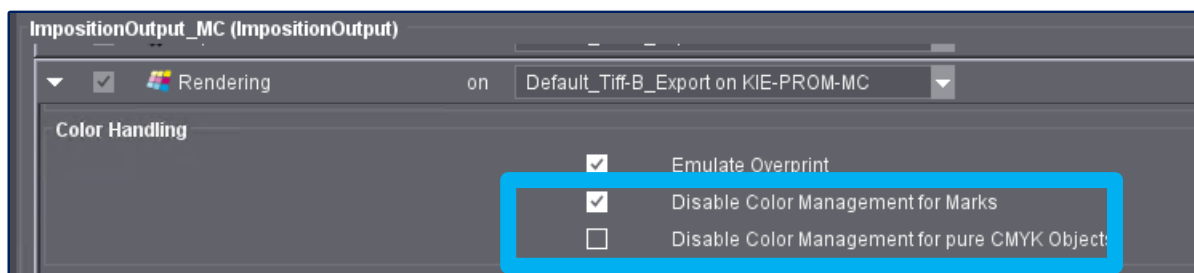 ImpositionOutput_MC (ImpositionOutput)
Rendering on Default_Tiff-B_Export on KIE-PROM-MC
Color Handling
Emulate Overprint
Disable Color Management for Marks
Disable Color Management for pure CMYK Objects